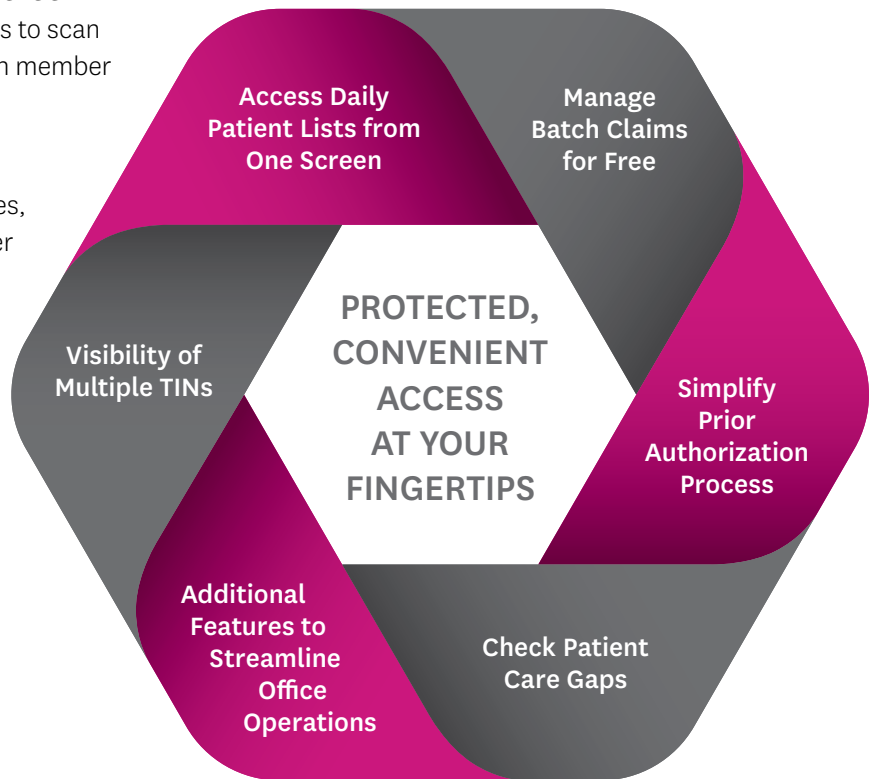 s to scan
member
es,
Access Daily
Patient Lists from
One Screen
Manage
Batch Claims
for Free
Simplify
Prior
Authorization
Process
Check Patient
Care Gaps
Additional
Features to
Streamline
Office
Operations
Visibility of
Multiple TINs
PROTECTED,
CONVENIENT
ACCESS
AT YOUR
FINGERTIPS